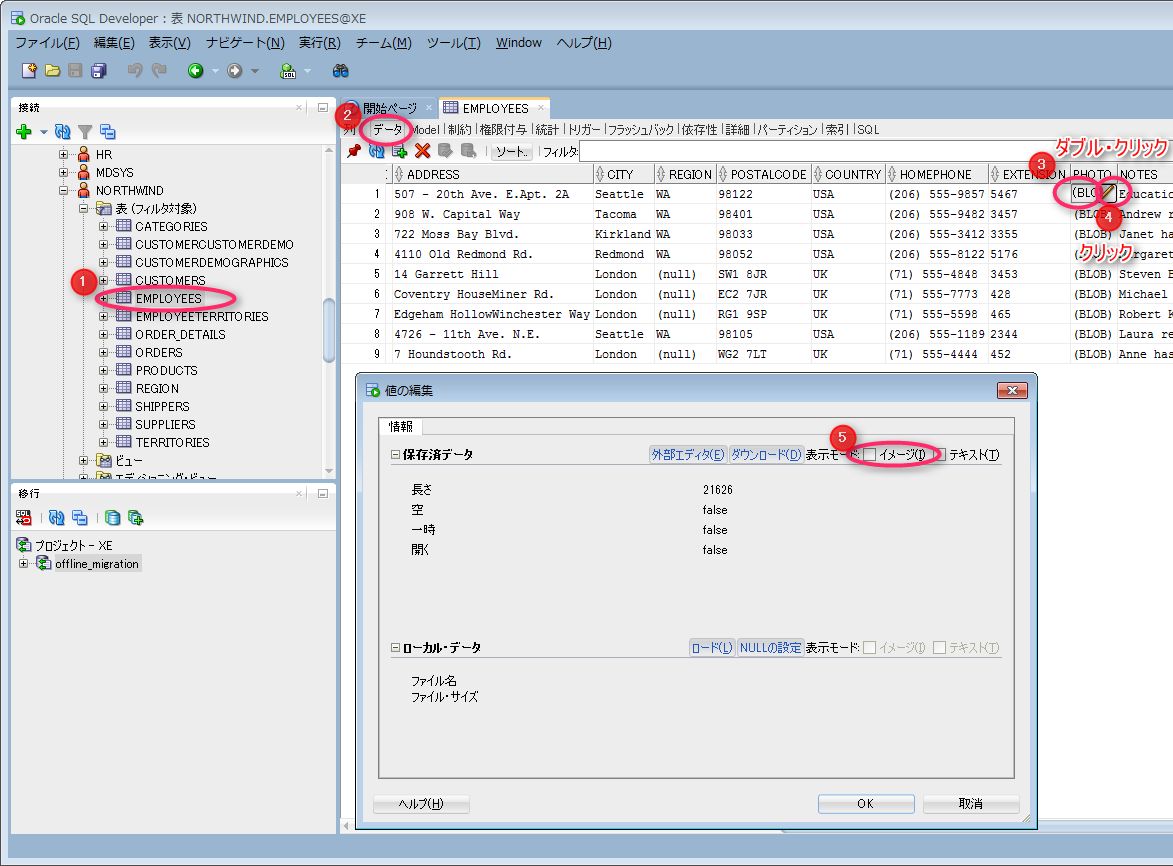 Oracle SQL Developer : 表 NORTHWIND.EMPLOYEES@XE
ファイル(F) 編集(E) 表示(V) ナビゲート(N) 実行(R) チーム(M) ツール(T) Window ヘルプ(H)
接続
HR
MDSYS
NORTHWIND
表 (フィルタ対象)
CATEGORIES
CUSTOMERCUSTOMERDEMO
CUSTOMERDEMOGRAPHICS
CUSTOMERS
1
EMPLOYEES
EMPLOYEETERRITORIES
ORDER_DETAILS
ORDERS
PRODUCTS
REGION
SHIPPERS
SUPPLIERS
TERRITORIES
ビュー
エディショニング・ビュー
移行
プロジェクト - XE
offline_migration
開始ページ EMPLOYEES
2
列 データ Model 制約 権限付与 統計 トリガー フラッシュバック 依存性 詳細 パーティション 索引 SQL
ソート.. フィルタ:
ダブル・クリック
3
ADDRESS CITY REGION POSTALCODE COUNTRY HOMEPHONE EXTENSION PHOTO NOTES
1 507 - 20th Ave. E.Apt. 2A Seattle WA 98122 USA (206) 555-9857 5467 (BLO Educatio
2 908 W. Capital Way Tacoma WA 98401 USA (206) 555-9482 3457 (BLOB) Andrew r
4
3 722 Moss Bay Blvd. Kirkland WA 98033 USA (206) 555-3412 3355 (BLOB) Janet ha
クリック
4 4110 Old Redmond Rd. Redmond WA 98052 USA (206) 555-8122 5176 (BLOB) Margaret
5 14 Garrett Hill London (null) SW1 8JR UK (71) 555-4848 3453 (BLOB) Steven B
6 Coventry HouseMiner Rd. London (null) EC2 7JR UK (71) 555-7773 428 (BLOB) Michael
7 Edgeham HollowWinchester Way London (null) RG1 9SP UK (71) 555-5598 465 (BLOB) Robert K
8 4726 - 11th Ave. N.E. Seattle WA 98105 USA (206) 555-1189 2344 (BLOB) Laura re
9 7 Houndstooth Rd. London (null) WG2 7LT UK (71) 555-4444 452 (BLOB) Anne has
値の編集
情報
5
保存済データ 外部エディタ(E) ダウンロード(D) 表示モード: イメージ(I) テキスト(T)
長さ 21626
空 false
一時 false
開く false
ローカル・データ ロード(L) NULLの設定 表示モード: イメージ(I) テキスト(T)
ファイル名
ファイル・サイズ
ヘルプ(H) OK 取消